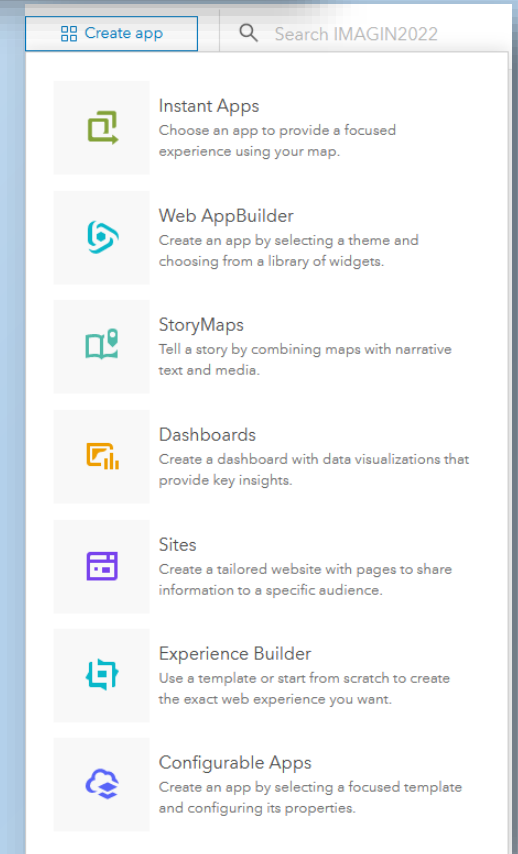 Create app
Search IMAGIN2022
Instant Apps
Choose an app to provide a focused
experience using your map.
Web AppBuilder
Create an app by selecting a theme and
choosing from a library of widgets.
StoryMaps
Tell a story by combining maps with narrative
text and media.
Dashboards
Create a dashboard with data visualizations that
provide key insights.
Sites
Create a tailored website with pages to share
information to a specific audience.
Experience Builder
Use a template or start from scratch to create
the exact web experience you want.
Configurable Apps
Create an app by selecting a focused template
and configuring its properties.